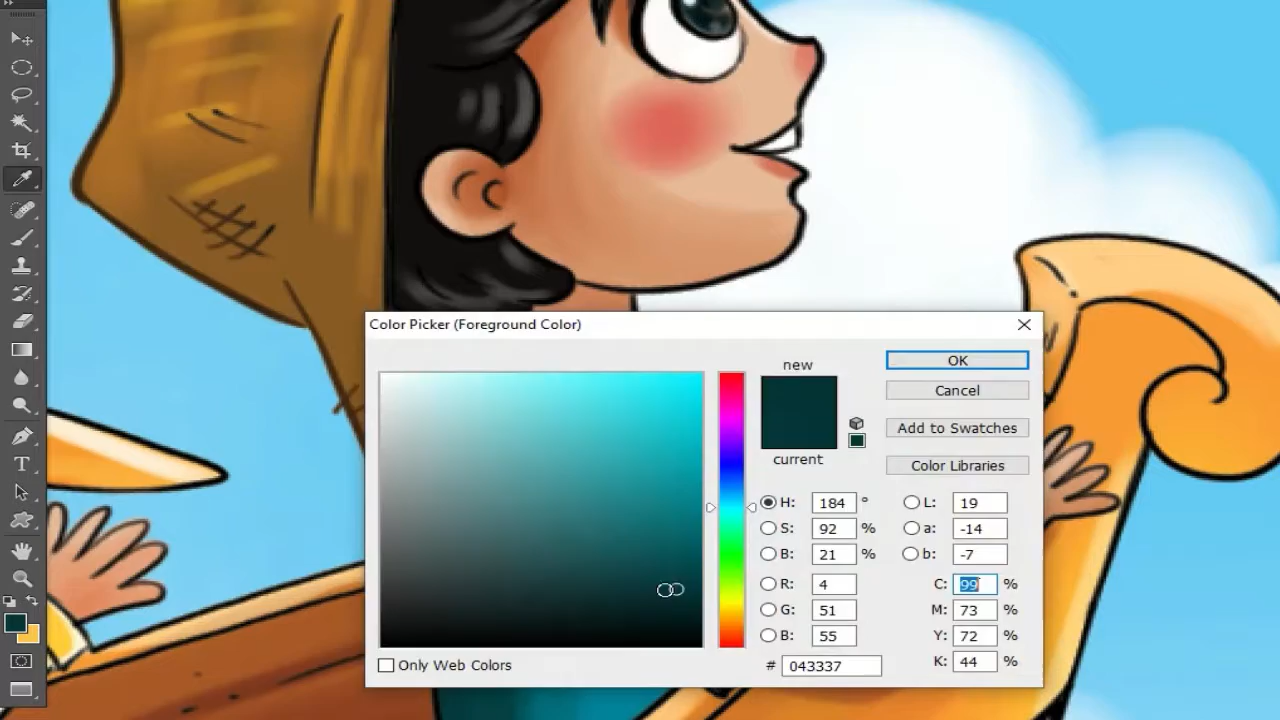 Color Picker (Foreground Color)
new
OK
Cancel
current
Add to Swatches
Color Libraries
H: 184 °
S: 92 %
B: 21 %
R: 4
G: 51
B: 55
# 043337
L: 19
a: -14
b: -7
C: 99 %
M: 73 %
Y: 72 %
K: 44 %
Only Web Colors
T